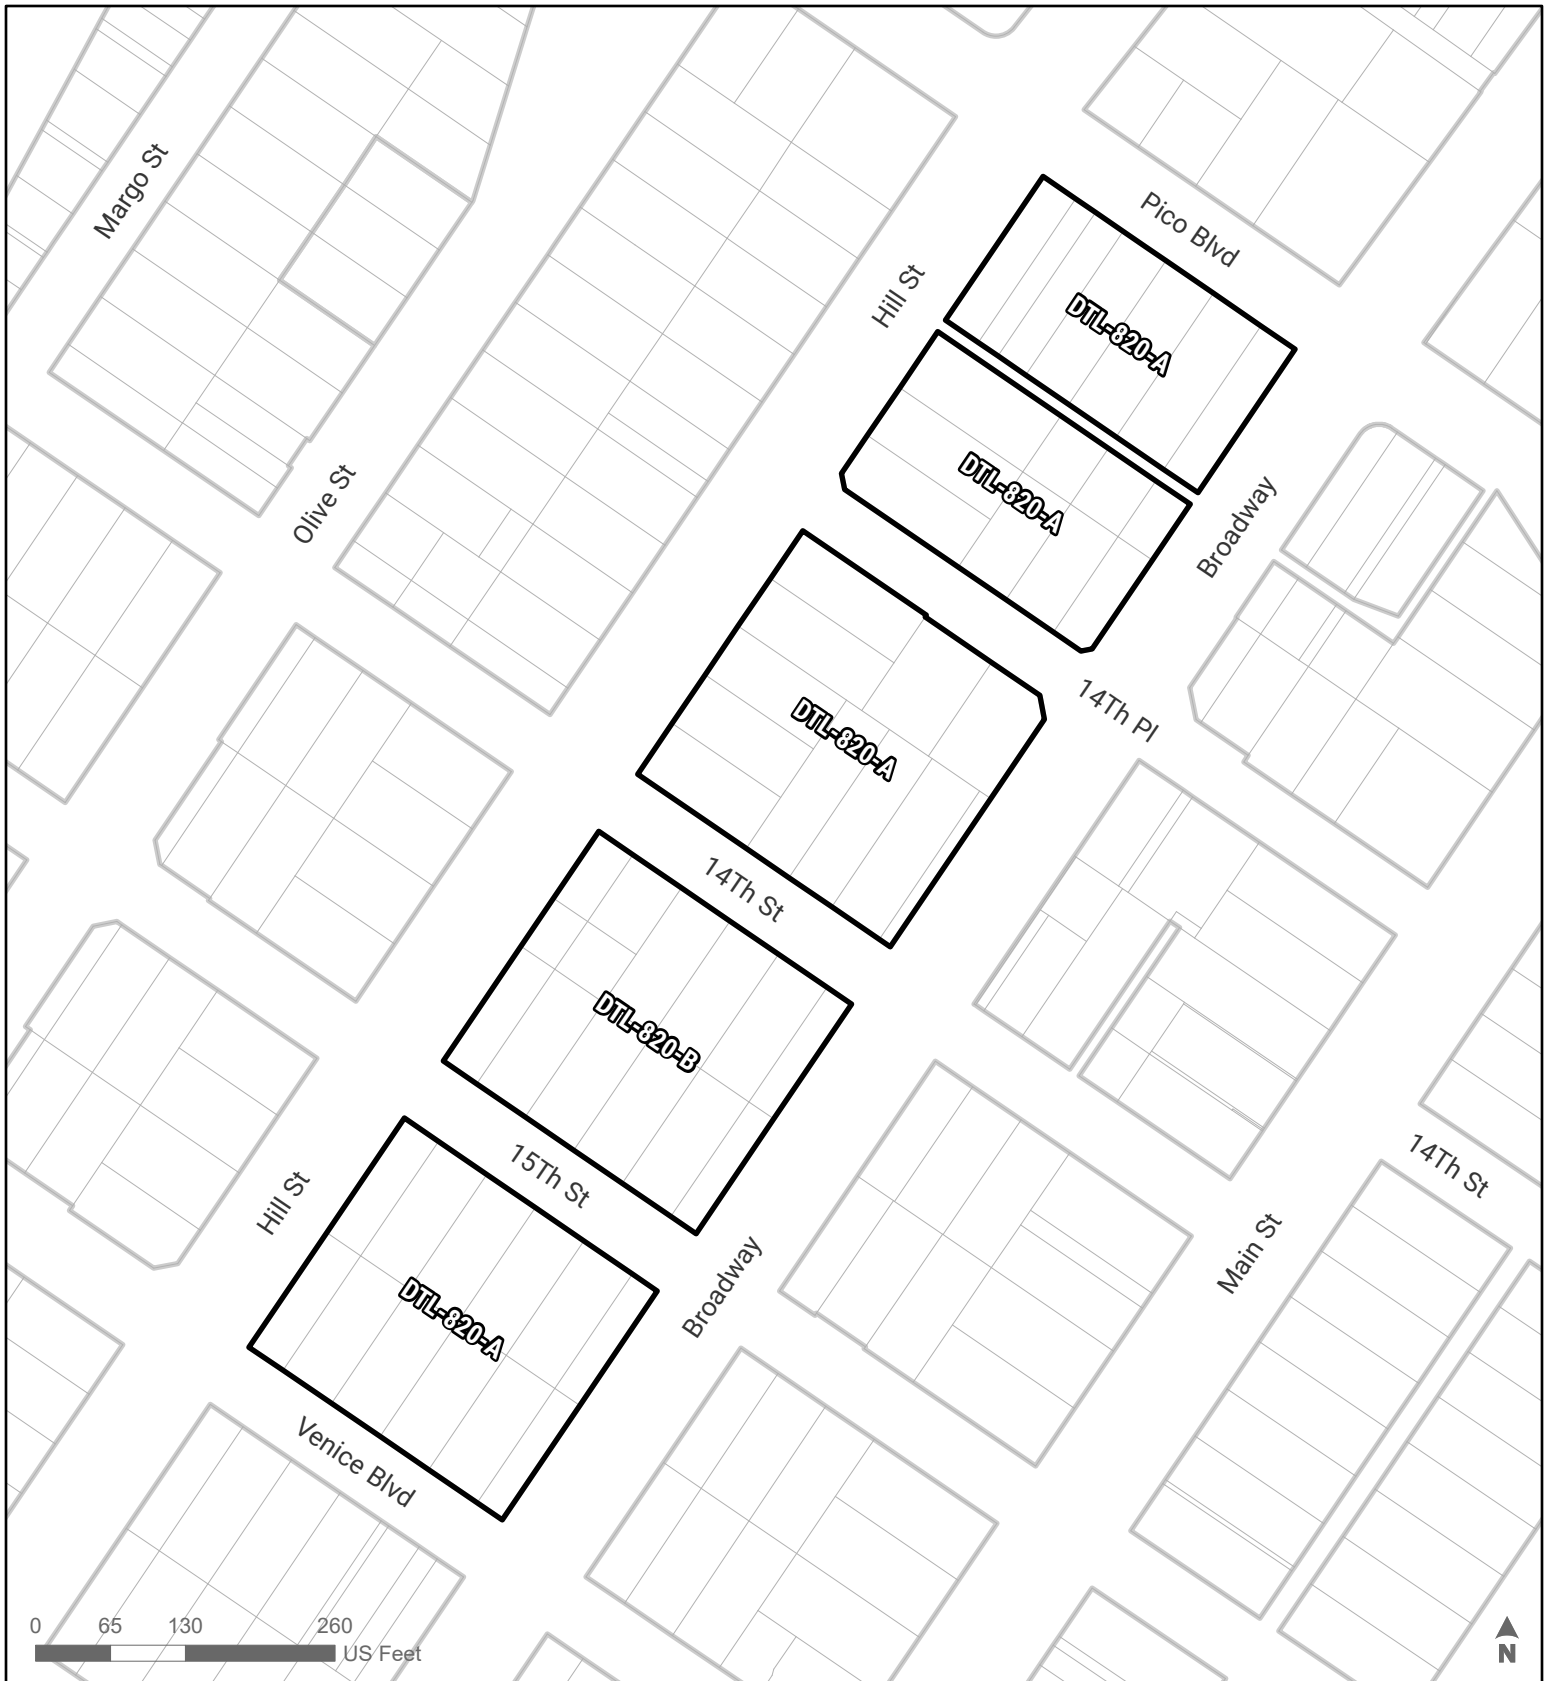 Margo St
Pico Blvd
Hill St
DTL-820-A
Olive St
DTL-820-A
Broadway
14Th Pl
DTL-820-A
14Th St
DTL-820-B
15Th St
14Th St
Hill St
Main St
Broadway
DTL-820-A
Venice Blvd
0 65 130 260
US Feet
N